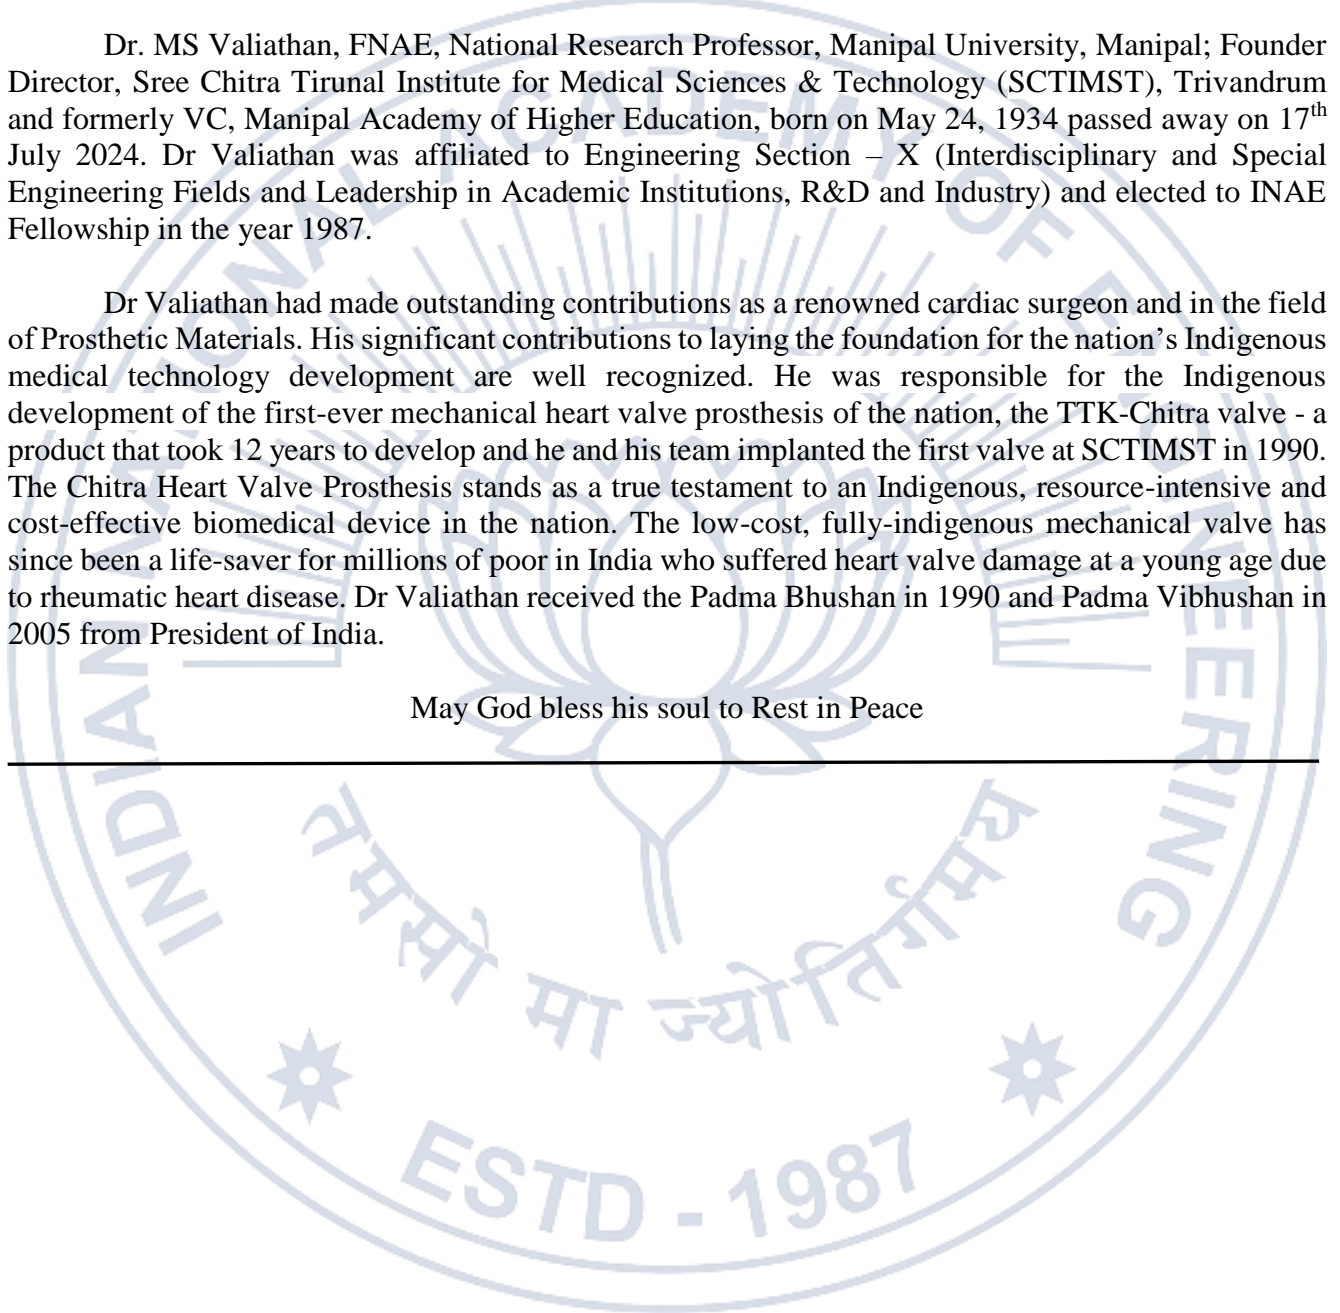 Dr. MS Valiathan, FNAE, National Research Professor, Manipal University, Manipal; Founder
Director, Sree Chitra Tirunal Institute for Medical Sciences & Technology (SCTIMST), Trivandrum
and formerly VC, Manipal Academy of Higher Education, born on May 24, 1934 passed away on 17th
July 2024. Dr Valiathan was affiliated to Engineering Section – X (Interdisciplinary and Special
Engineering Fields and Leadership in Academic Institutions, R&D and Industry) and elected to INAE
Fellowship in the year 1987.
Dr Valiathan had made outstanding contributions as a renowned cardiac surgeon and in the field
of Prosthetic Materials. His significant contributions to laying the foundation for the nation’s Indigenous
medical technology development are well recognized. He was responsible for the Indigenous
development of the first-ever mechanical heart valve prosthesis of the nation, the TTK-Chitra valve - a
product that took 12 years to develop and he and his team implanted the first valve at SCTIMST in 1990.
The Chitra Heart Valve Prosthesis stands as a true testament to an Indigenous, resource-intensive and
cost-effective biomedical device in the nation. The low-cost, fully-indigenous mechanical valve has
since been a life-saver for millions of poor in India who suffered heart valve damage at a young age due
to rheumatic heart disease. Dr Valiathan received the Padma Bhushan in 1990 and Padma Vibhushan in
2005 from President of India.
May God bless his soul to Rest in Peace
INDIAN NATIONAL ACADEMY OF ENGINEERING
तमसो मा ज्योतिर्गमय
ESTD - 1987